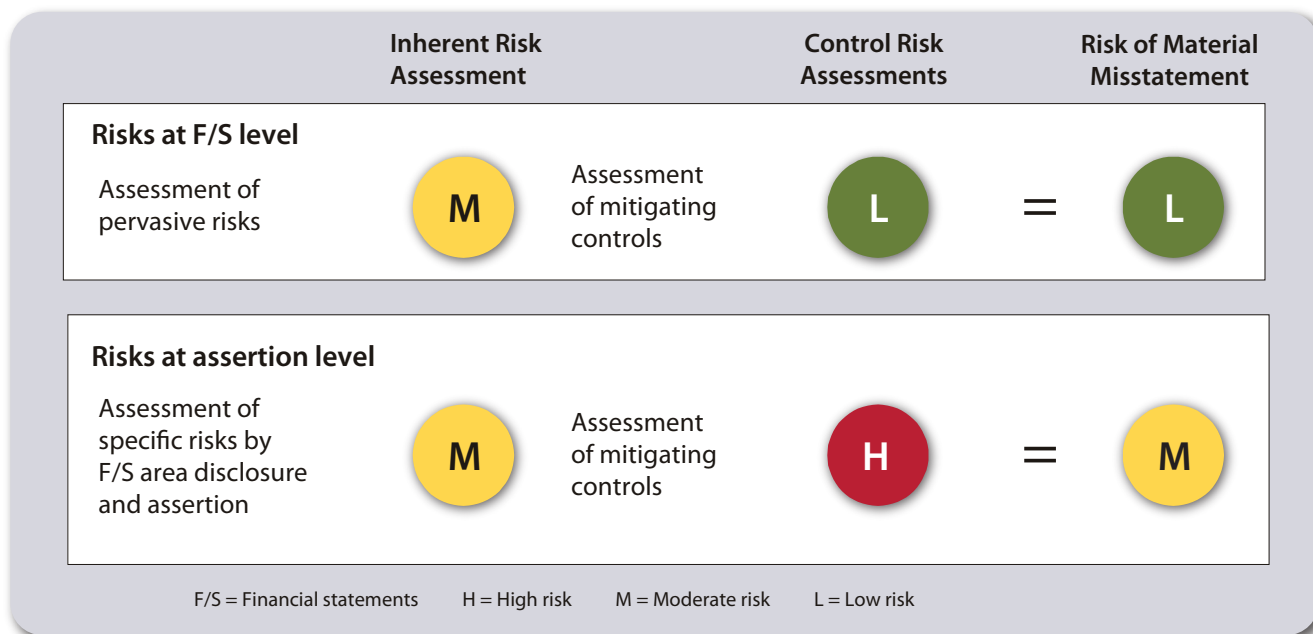 Inherent Risk
Assessment
Control Risk
Assessments
Risk of Material
Misstatement
Risks at F/S level
Assessment of
pervasive risks
M
Assessment
of mitigating
controls
L
=
L
Risks at assertion level
Assessment of
specific risks by
F/S area disclosure
and assertion
M
Assessment
of mitigating
controls
H
=
M
F/S = Financial statements H = High risk M = Moderate risk L = Low risk